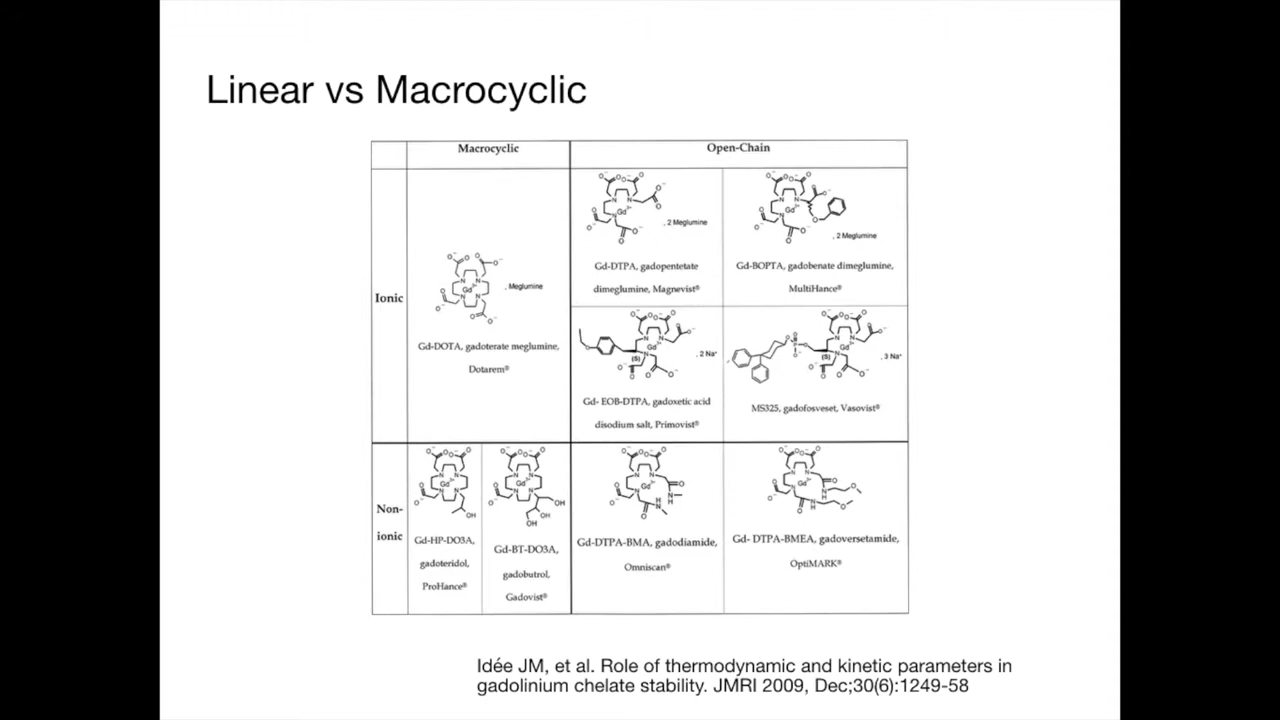 Linear vs Macrocyclic
Macrocyclic
Open-Chain
Ionic
, Meglumine
Gd-DOTA, gadoterate meglumine,
Dotarem®
, 2 Meglumine
Gd-DTPA, gadopentetate
dimeglumine, Magnevist®
, 2 Meglumine
Gd-BOPTA, gadobenate dimeglumine,
MultiHance®
, 2 Na⁺
Gd- EOB-DTPA, gadoxetic acid
disodium salt, Primovist®
, 3 Na⁺
MS325, gadofosveset, Vasovist®
Non-
ionic
Gd-HP-DO3A,
gadoteridol,
ProHance®
Gd-BT-DO3A,
gadobutrol,
Gadovist®
Gd-DTPA-BMA, gadodiamide,
Omniscan®
Gd- DTPA-BMEA, gadoversetamide,
OptiMARK®
Idée JM, et al. Role of thermodynamic and kinetic parameters in
gadolinium chelate stability. JMRI 2009, Dec;30(6):1249-58